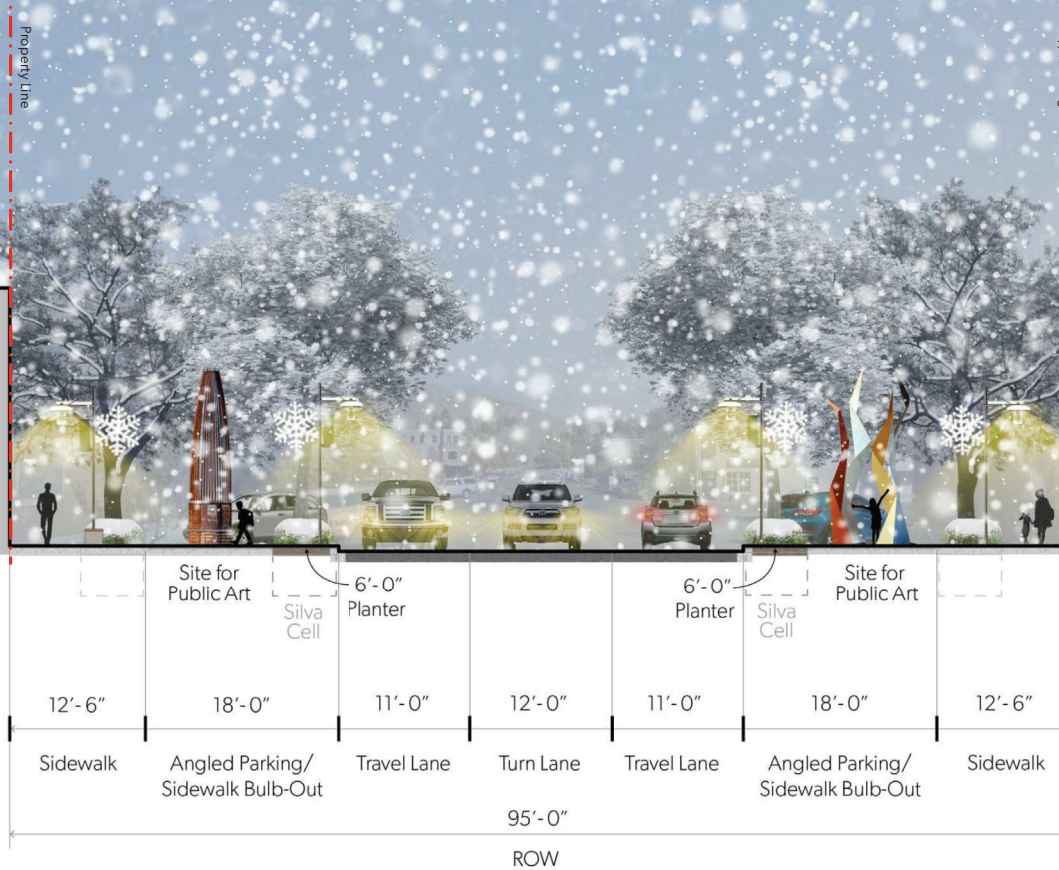 Property Line
Site for
Public Art
Silva
Cell
6'-0"
Planter
6'-0"
Planter
Silva
Cell
Site for
Public Art
12'-6"
18'-0"
11'-0"
12'-0"
11'-0"
18'-0"
12'-6"
Sidewalk
Angled Parking/
Sidewalk Bulb-Out
Travel Lane
Turn Lane
Travel Lane
Angled Parking/
Sidewalk Bulb-Out
Sidewalk
95'-0"
ROW